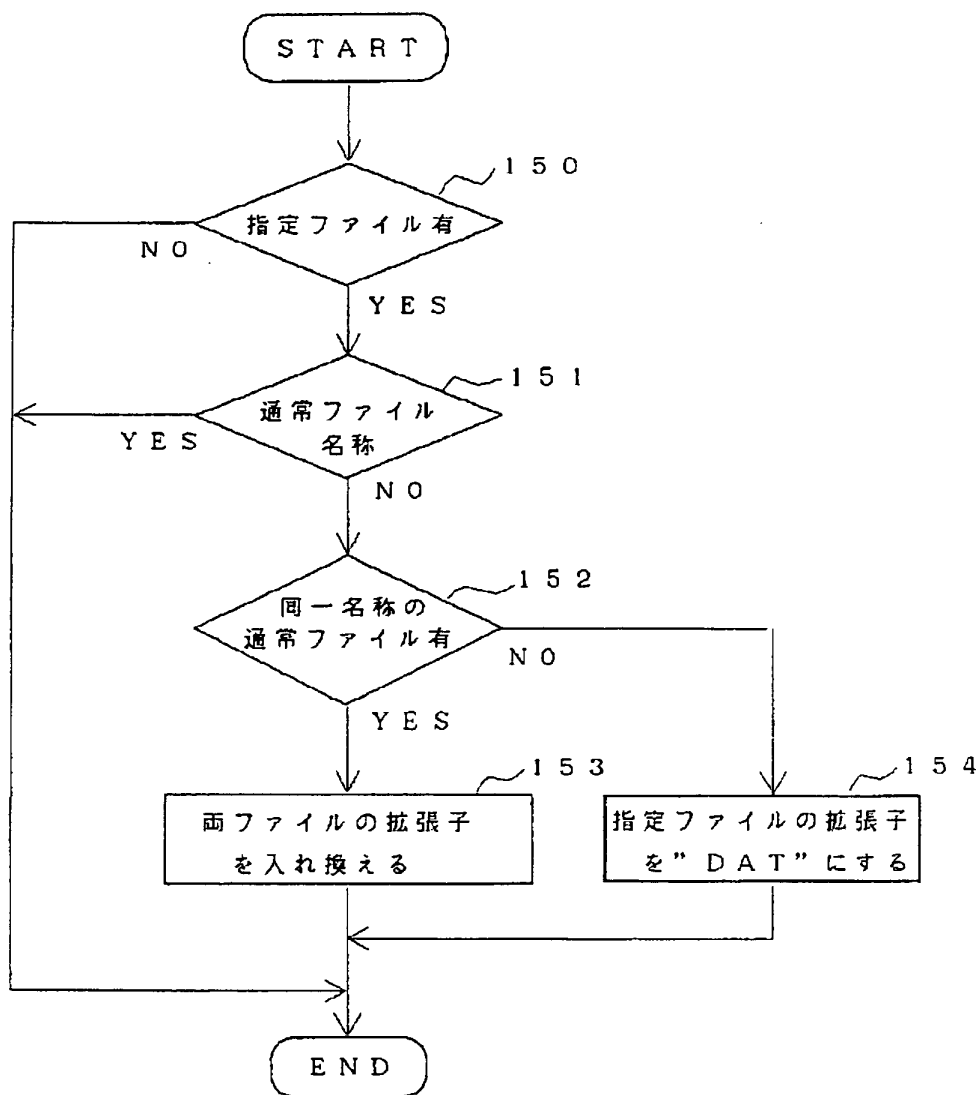 START
150
指定ファイル有
NO
YES
151
通常ファイル
名称
YES
NO
152
同一名称の
通常ファイル有
NO
YES
153
両ファイルの拡張子
を入れ換える
154
指定ファイルの拡張子
を”DAT”にする
END